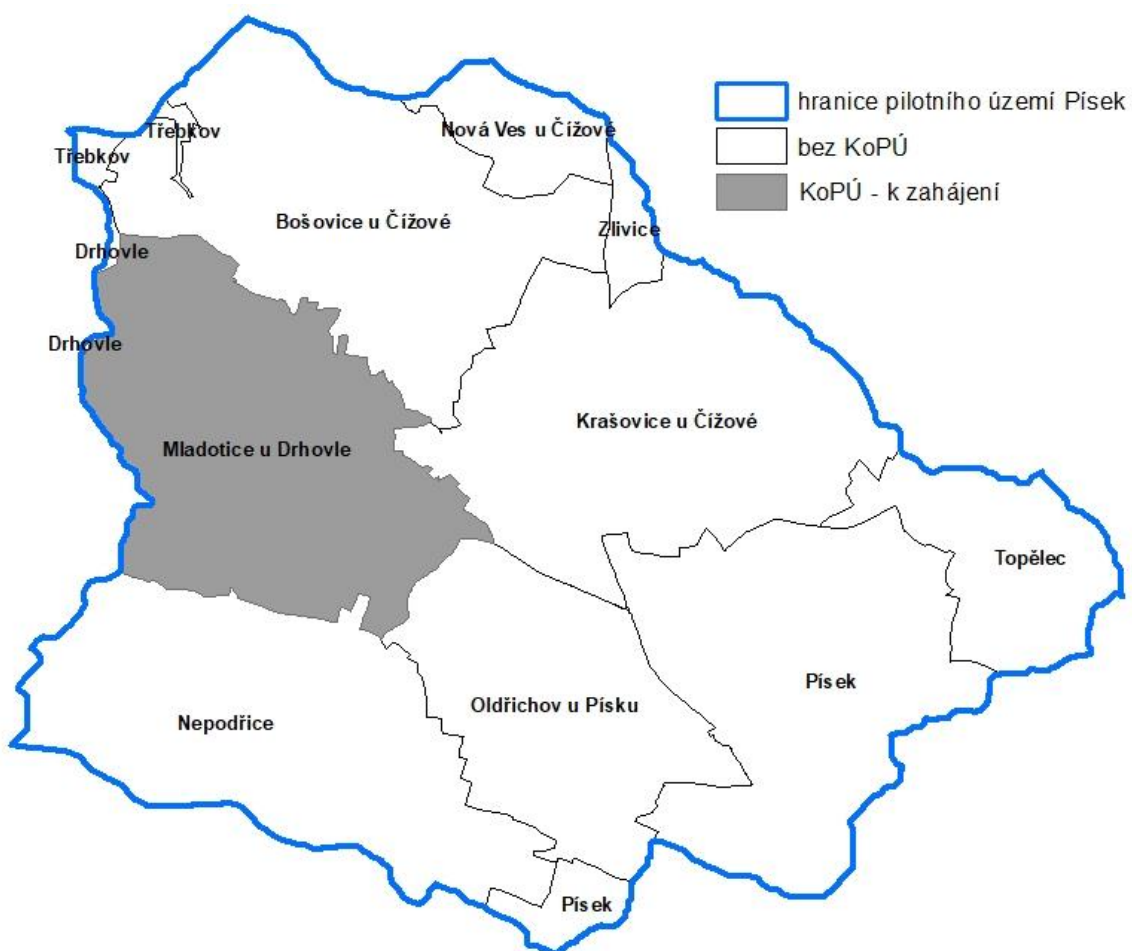 hranice pilotního území Písek
bez KoPÚ
KoPÚ - k zahájení
Třebkov
Nová Ves u Čížové
Třebkov
Bošovice u Čížové
Zlivice
Drhovle
Drhovle
Krašovice u Čížové
Mladotice u Drhovle
Topělec
Písek
Oldřichov u Písku
Nepodřice
Písek